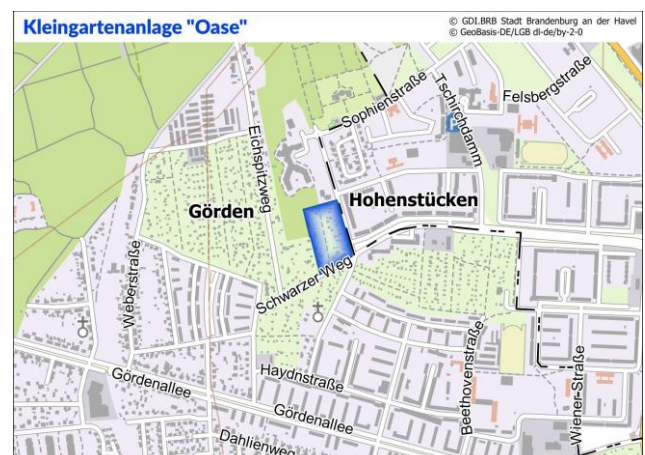 Kleingartenanlage "Oase"
© GDI.BRB Stadt Brandenburg an der Havel
© GeoBasis-DE/LGB dl-de/by-2-0
Sophienstraße
Tschirchdamm
Felsbergstraße
P
Eichspitzweg
Görden
Hohenstücken
Weberstraße
Schwarzer Weg
Haydnstraße
Beethovenstraße
Wiener-Straße
Gördenallee
Gördenallee
Dahlienweg